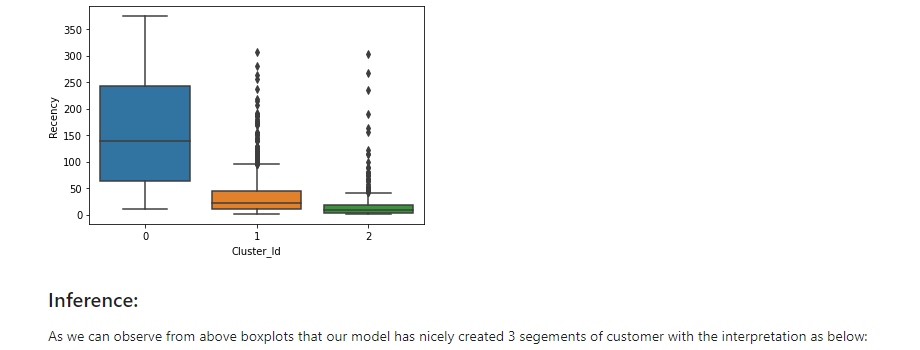 350
300
250
200
150
100
50
0
Recency
0 1 2
Cluster_Id
Inference:
As we can observe from above boxplots that our model has nicely created 3 segements of customer with the interpretation as below: